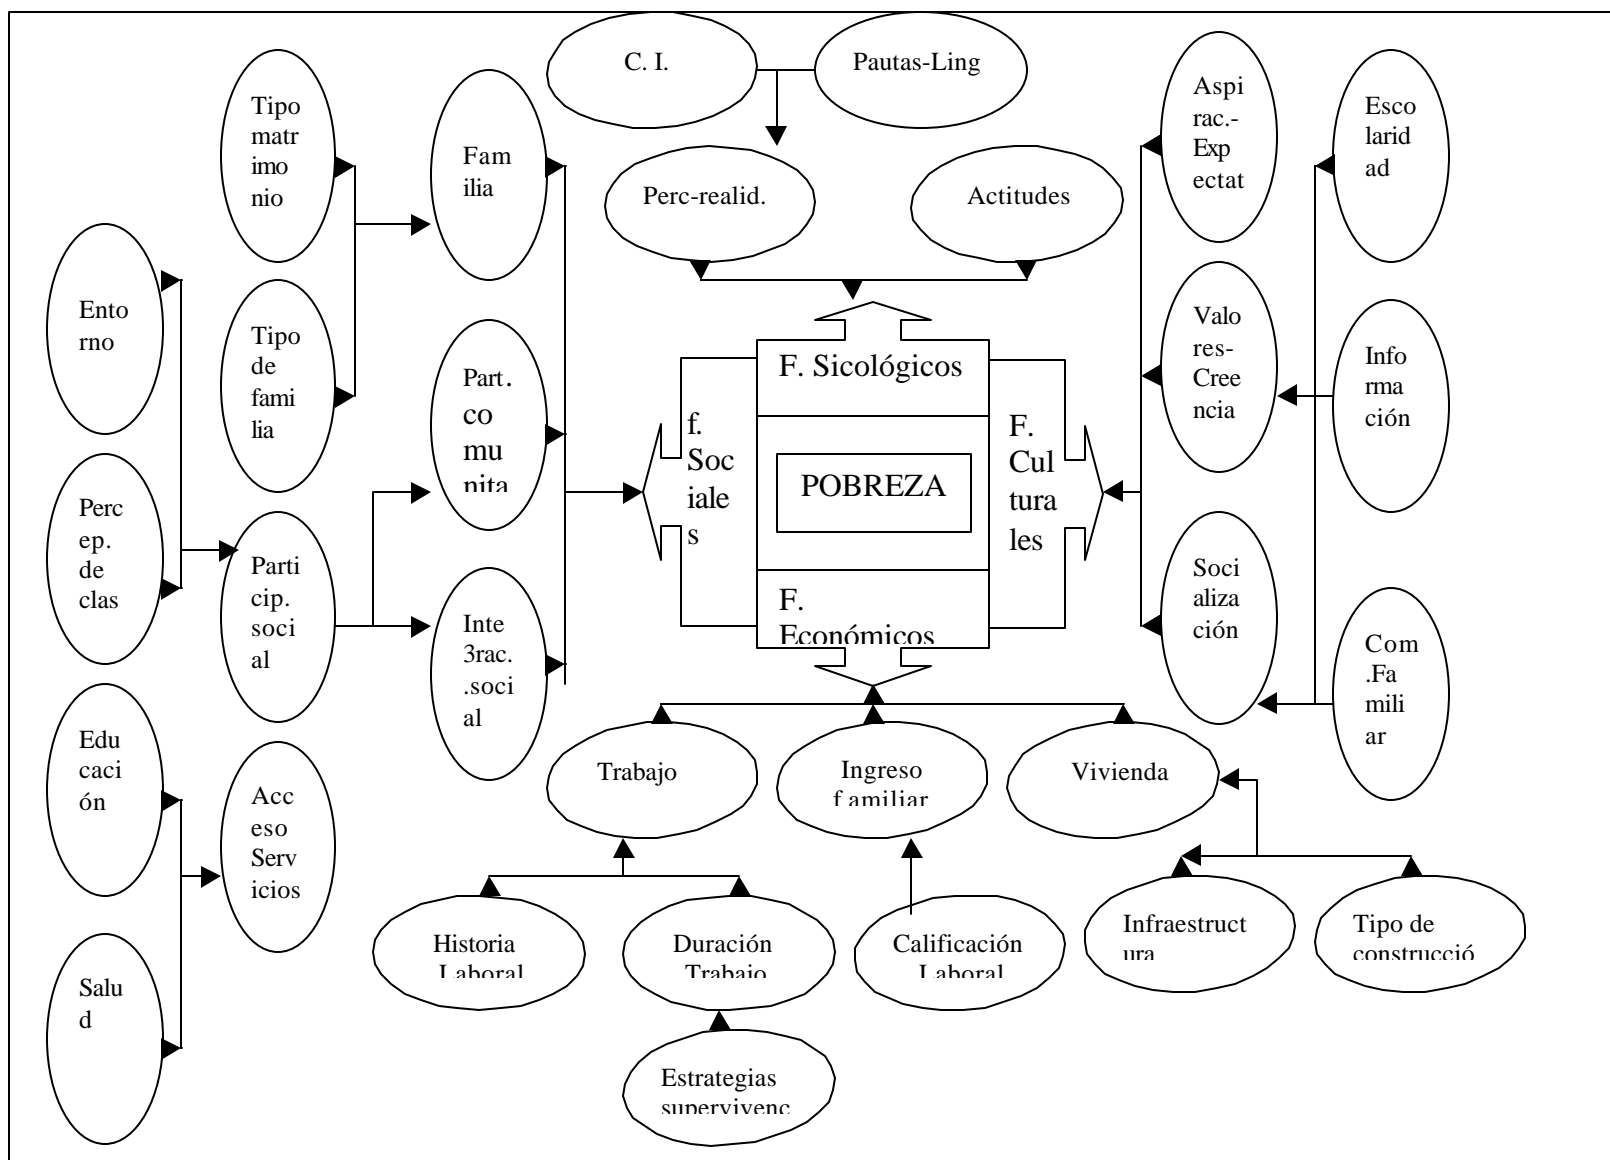 C. I.
Pautas-Ling
Tipo
matr
imo
nio
Fam
ilia
Perc-realid.
Actitudes
Aspi
rac.-
Exp
ectat
Esc
olarid
ad
Ento
rno
Tipo
de
fami
lia
Part.
co
mu
nita
f.
Soc
iale
s
F. Sicológicos
POBREZA
F.
Económicos
F.
Cul
tura
les
Valo
res-
Cree
ncia
Info
rma
ción
Perc
ep.
de
clas
Parti
cip.
soci
al
Inte
3rac.
.soci
al
Soci
aliza
ción
Com
.Fa
mili
ar
Edu
caci
ón
Acc
eso
Serv
icios
Trabajo
Ingreso
familiar
Vivienda
Salu
d
Historia
Laboral
Duración
Trabajo
Calificación
Laboral
Infraestruct
ura
Tipo de
construcció
Estrategias
supervivenc